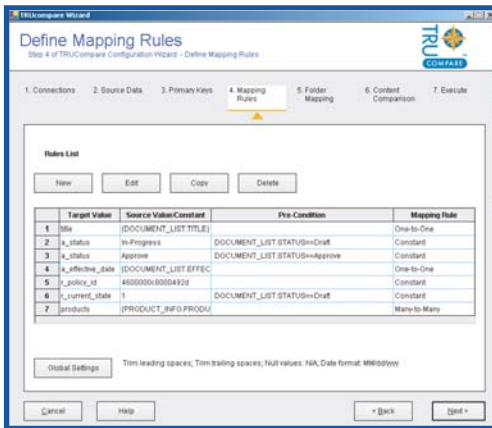 TRUcompare Wizard
Define Mapping Rules
Step 4 of TRUCompare Configuration Wizard - Define Mapping Rules
TRU
COMPARE
1. Connections
2. Source Data
3. Primary Keys
4. Mapping
Rules
5. Folder
Mapping
6. Content
Comparison
7. Execute
Rules List
New
Edit
Copy
Delete
Target Value Source Value/Constant Pre-Condition Mapping Rule
1 title (DOCUMENT_LIST.TITLE) One-to-One
2 a_status In-Progress DOCUMENT_LIST.STATUS==Draft Constant
3 a_status Approve DOCUMENT_LIST.STATUS==Approve Constant
4 a_effective_date (DOCUMENT_LIST.EFFEC One-to-One
5 r_policy_id Constant
6 r_current_state 1 DOCUMENT_LIST.STATUS==Draft Constant
7 products (PRODUCT_INFO.PRODU Many-to-Many
Global Settings
Trim leading spaces; Trim trailing spaces; Null values: N/A, Date format: MM/dd/yyyy
Cancel
Help
< Back
Next >